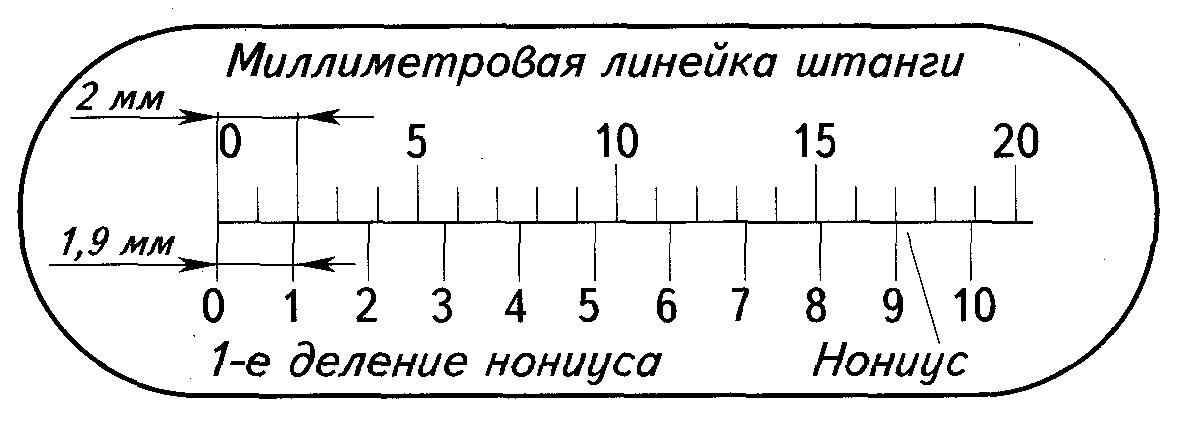 Миллиметровая линейка штанги
2 мм
0 5 10 15 20
1,9 мм
0 1 2 3 4 5 6 7 8 9 10
1-е деление нониуса Нониус